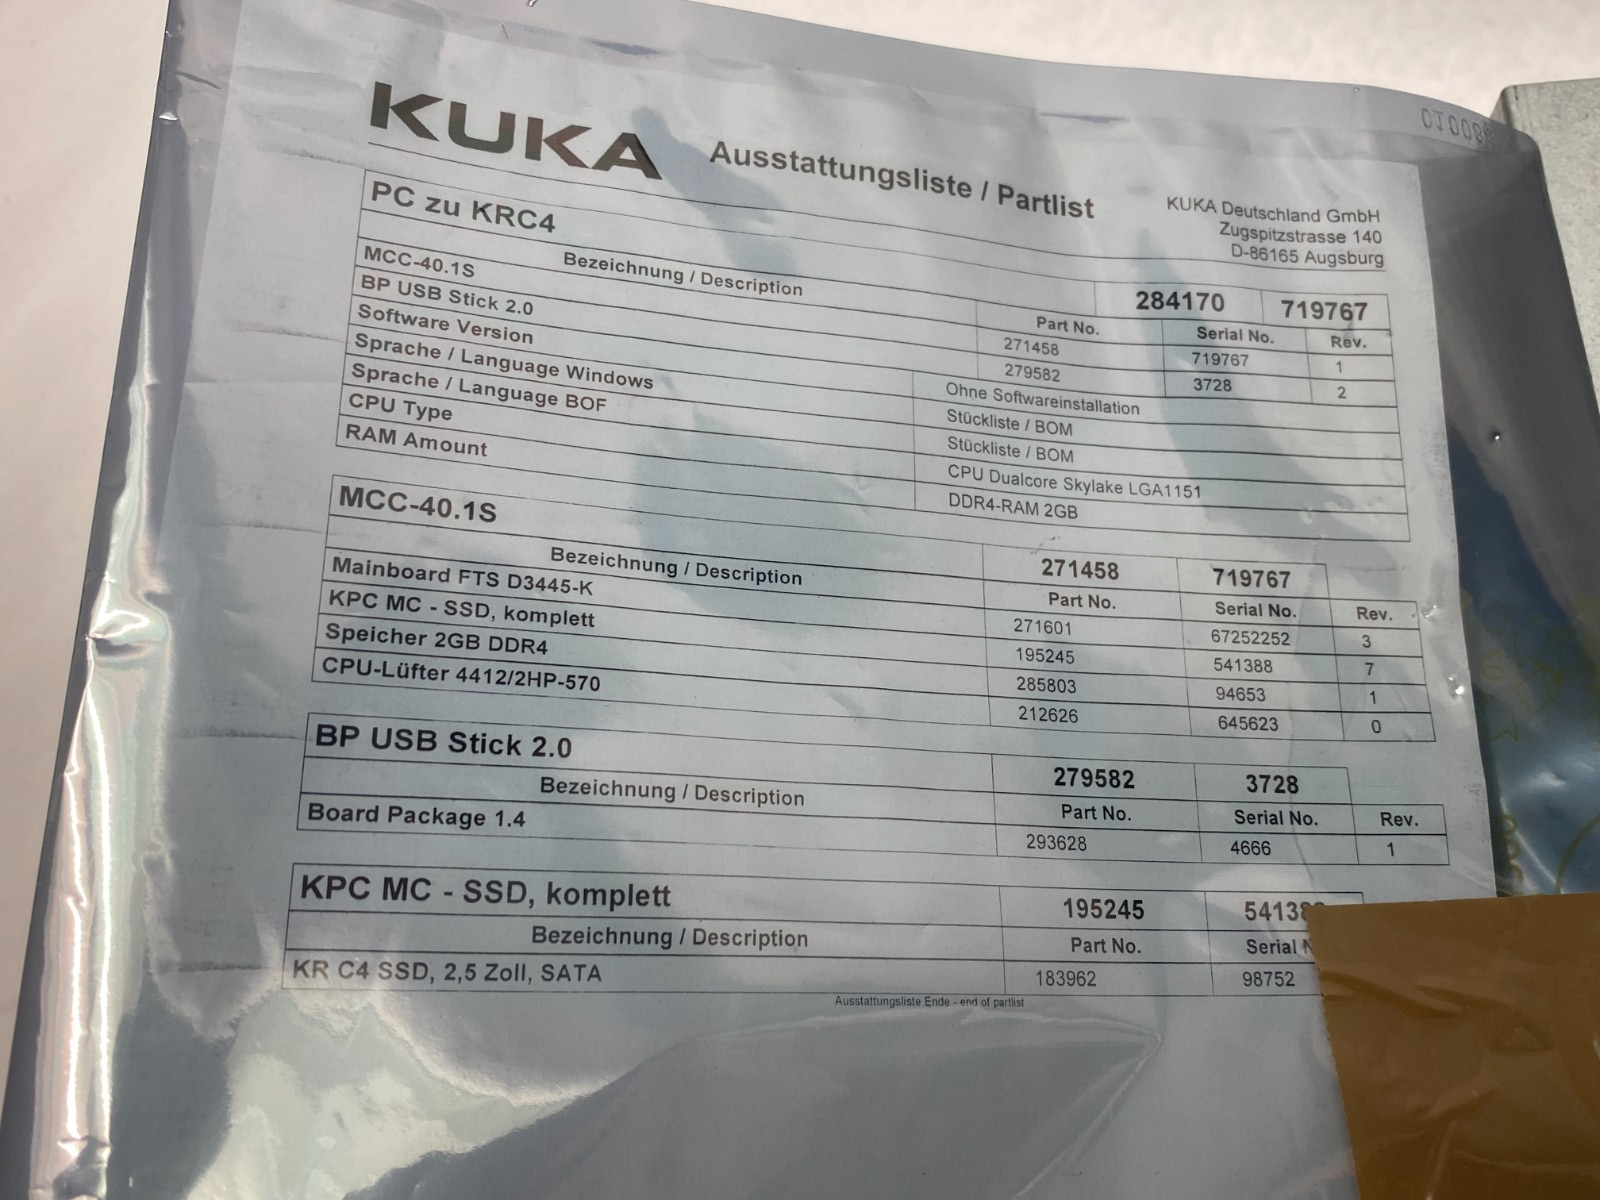 010086
KUKA Ausstattungsliste / Partlist
KUKA Deutschland GmbH
Zugspitzstrasse 140
D-86165 Augsburg
PC zu KRC4 284170 719767
Bezeichnung / Description Part No. Serial No. Rev.
MCC-40.1S 271458 719767 1
BP USB Stick 2.0 279582 3728 2
Software Version Ohne Softwareinstallation
Sprache / Language Windows Stückliste / BOM
Sprache / Language BOF Stückliste / BOM
CPU Type CPU Dualcore Skylake LGA1151
RAM Amount DDR4-RAM 2GB
MCC-40.1S 271458 719767
Bezeichnung / Description Part No. Serial No. Rev.
Mainboard FTS D3445-K 271601 67252252 3
KPC MC - SSD, komplett 195245 541388 7
Speicher 2GB DDR4 285803 94653 1
CPU-Lüfter 4412/2HP-570 212626 645623 0
BP USB Stick 2.0 279582 3728
Bezeichnung / Description Part No. Serial No. Rev.
Board Package 1.4 293628 4666 1
KPC MC - SSD, komplett 195245 54138
Bezeichnung / Description Part No. Serial
KR C4 SSD, 2,5 Zoll, SATA 183962 98752
Ausstattungsliste Ende - end of partlist